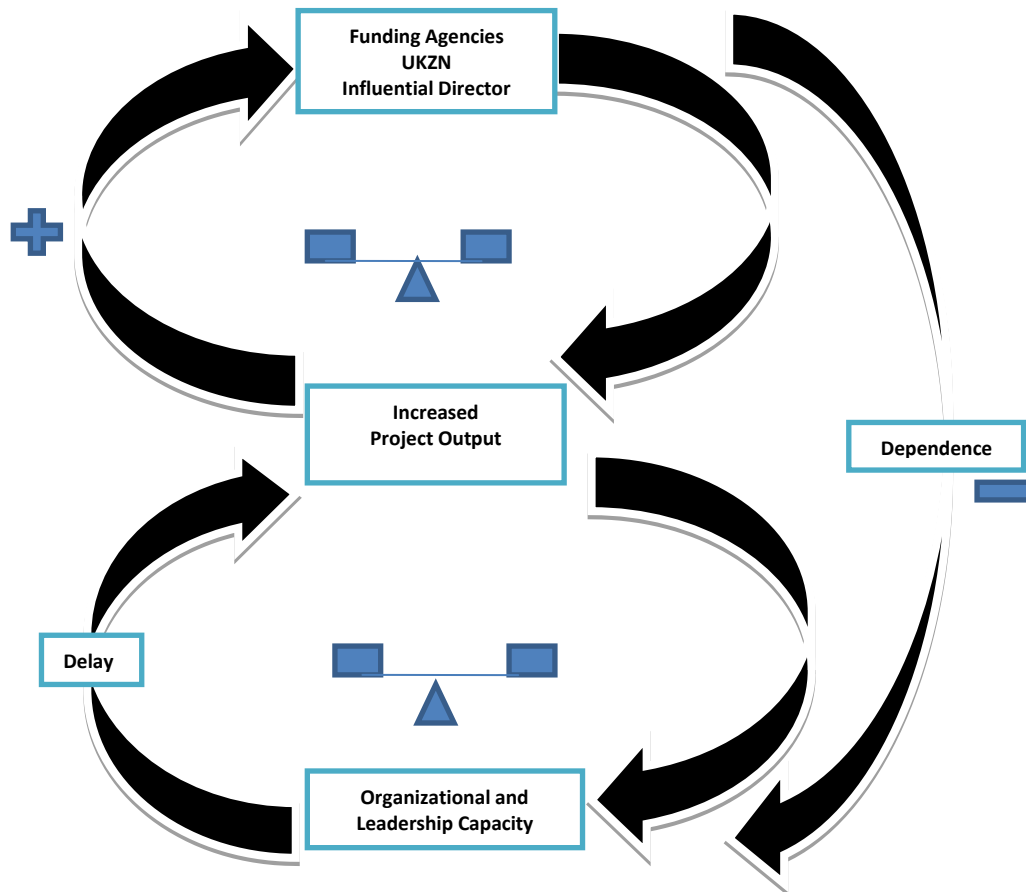 Funding Agencies
UKZN
Influential Director
Increased
Project Output
Dependence
Delay
Organizational and
Leadership Capacity